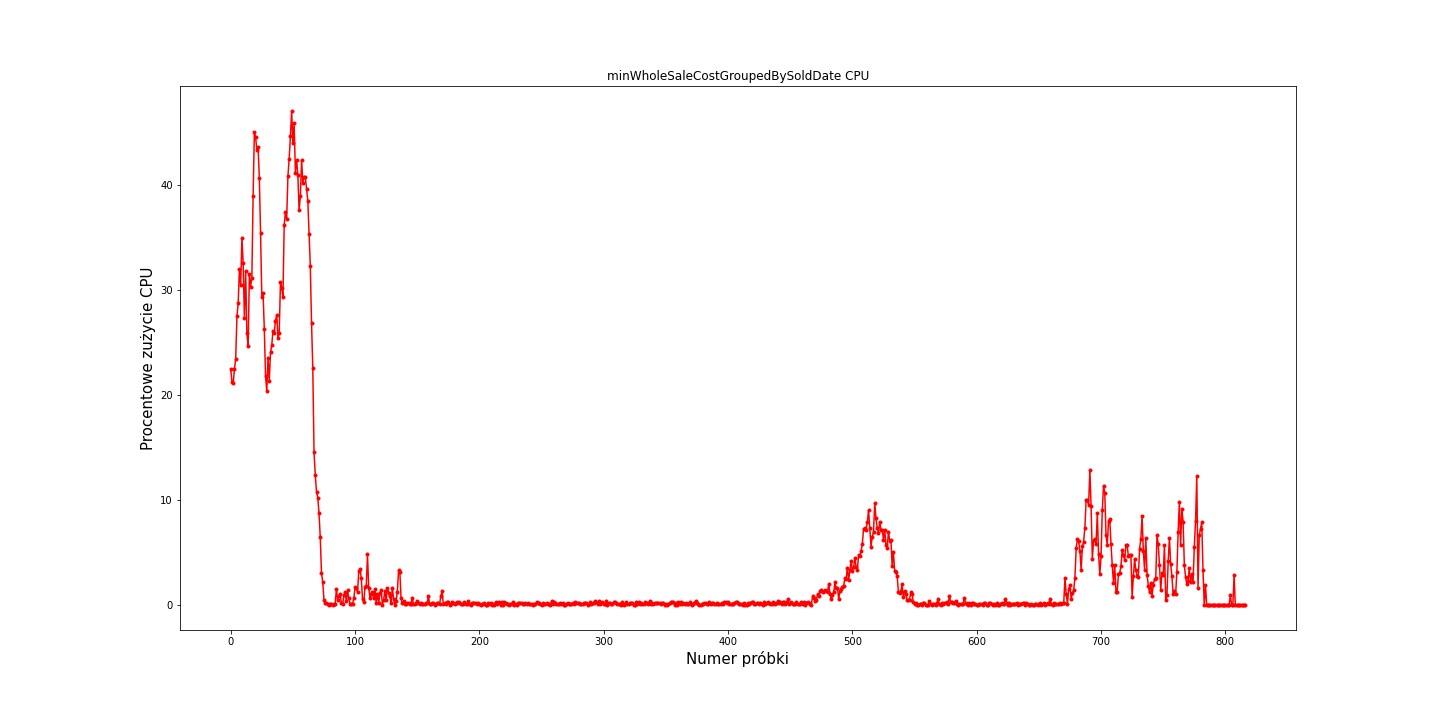 minWholeSaleCostGroupedBySoldDate CPU
Procentowe zużycie CPU
40
30
20
10
0
0 100 200 300 400 500 600 700 800
Numer próbki